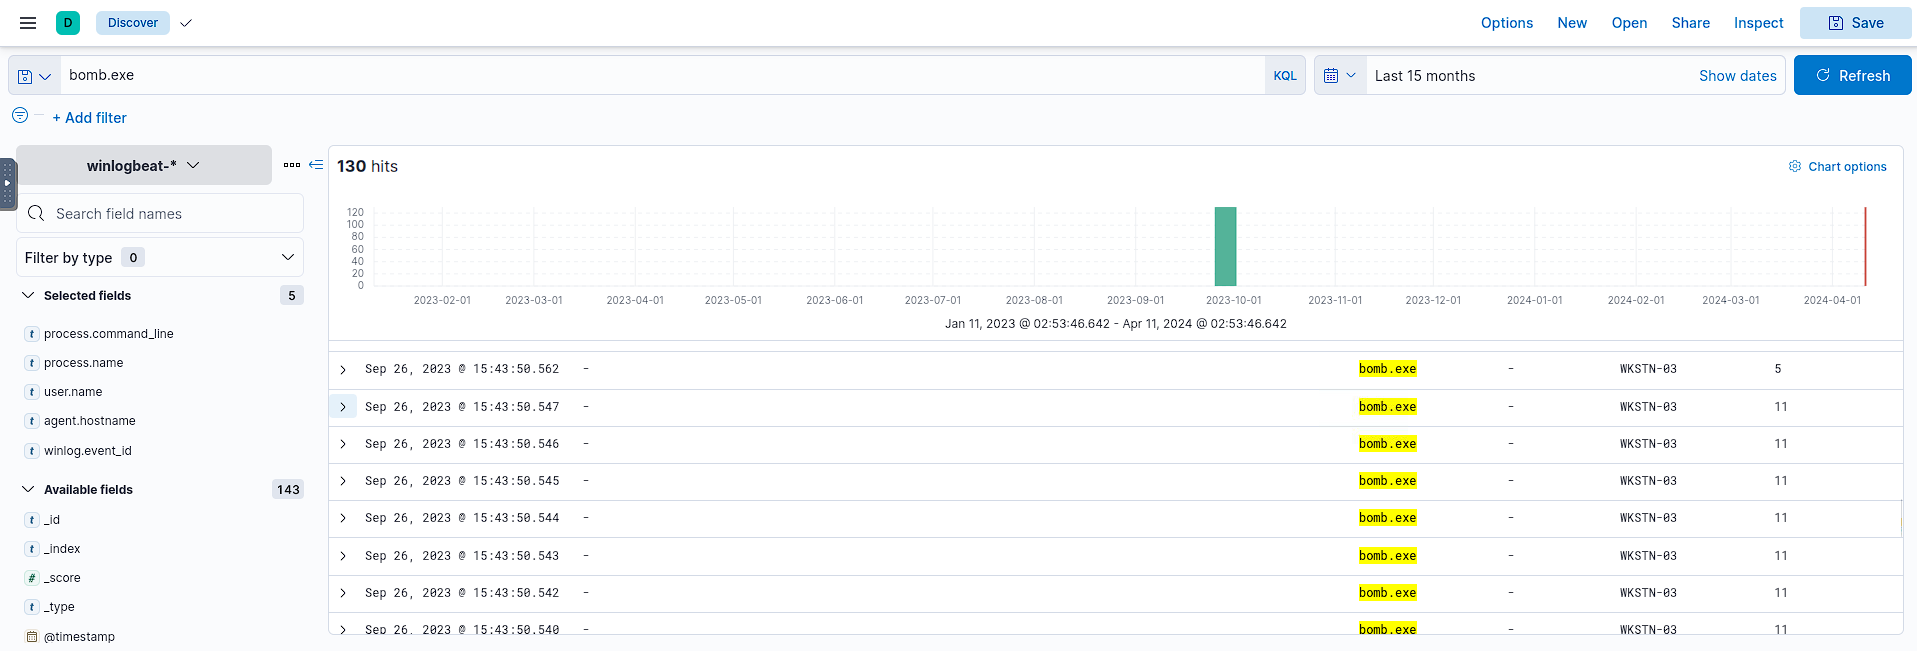 D Discover Options New Open Share Inspect Save
bomb.exe KQL Last 15 months Show dates Refresh
+ Add filter
winlogbeat-*
Search field names
Filter by type 0
Selected fields 5
t process.command_line
t process.name
t user.name
t agent.hostname
t winlog.event_id
Available fields 143
t _id
t _index
# _score
t _type
@timestamp
130 hits Chart options
120
100
80
60
40
20
0
2023-02-01 2023-03-01 2023-04-01 2023-05-01 2023-06-01 2023-07-01 2023-08-01 2023-09-01 2023-10-01 2023-11-01 2023-12-01 2024-01-01 2024-02-01 2024-03-01 2024-04-01
Jan 11, 2023 @ 02:53:46.642 - Apr 11, 2024 @ 02:53:46.642
Sep 26, 2023 @ 15:43:50.562 - bomb.exe - WKSTN-03 5
Sep 26, 2023 @ 15:43:50.547 - bomb.exe - WKSTN-03 11
Sep 26, 2023 @ 15:43:50.546 - bomb.exe - WKSTN-03 11
Sep 26, 2023 @ 15:43:50.545 - bomb.exe - WKSTN-03 11
Sep 26, 2023 @ 15:43:50.544 - bomb.exe - WKSTN-03 11
Sep 26, 2023 @ 15:43:50.543 - bomb.exe - WKSTN-03 11
Sep 26, 2023 @ 15:43:50.542 - bomb.exe - WKSTN-03 11
Sep 26, 2023 @ 15:43:50.540 - bomb.exe - WKSTN-03 11